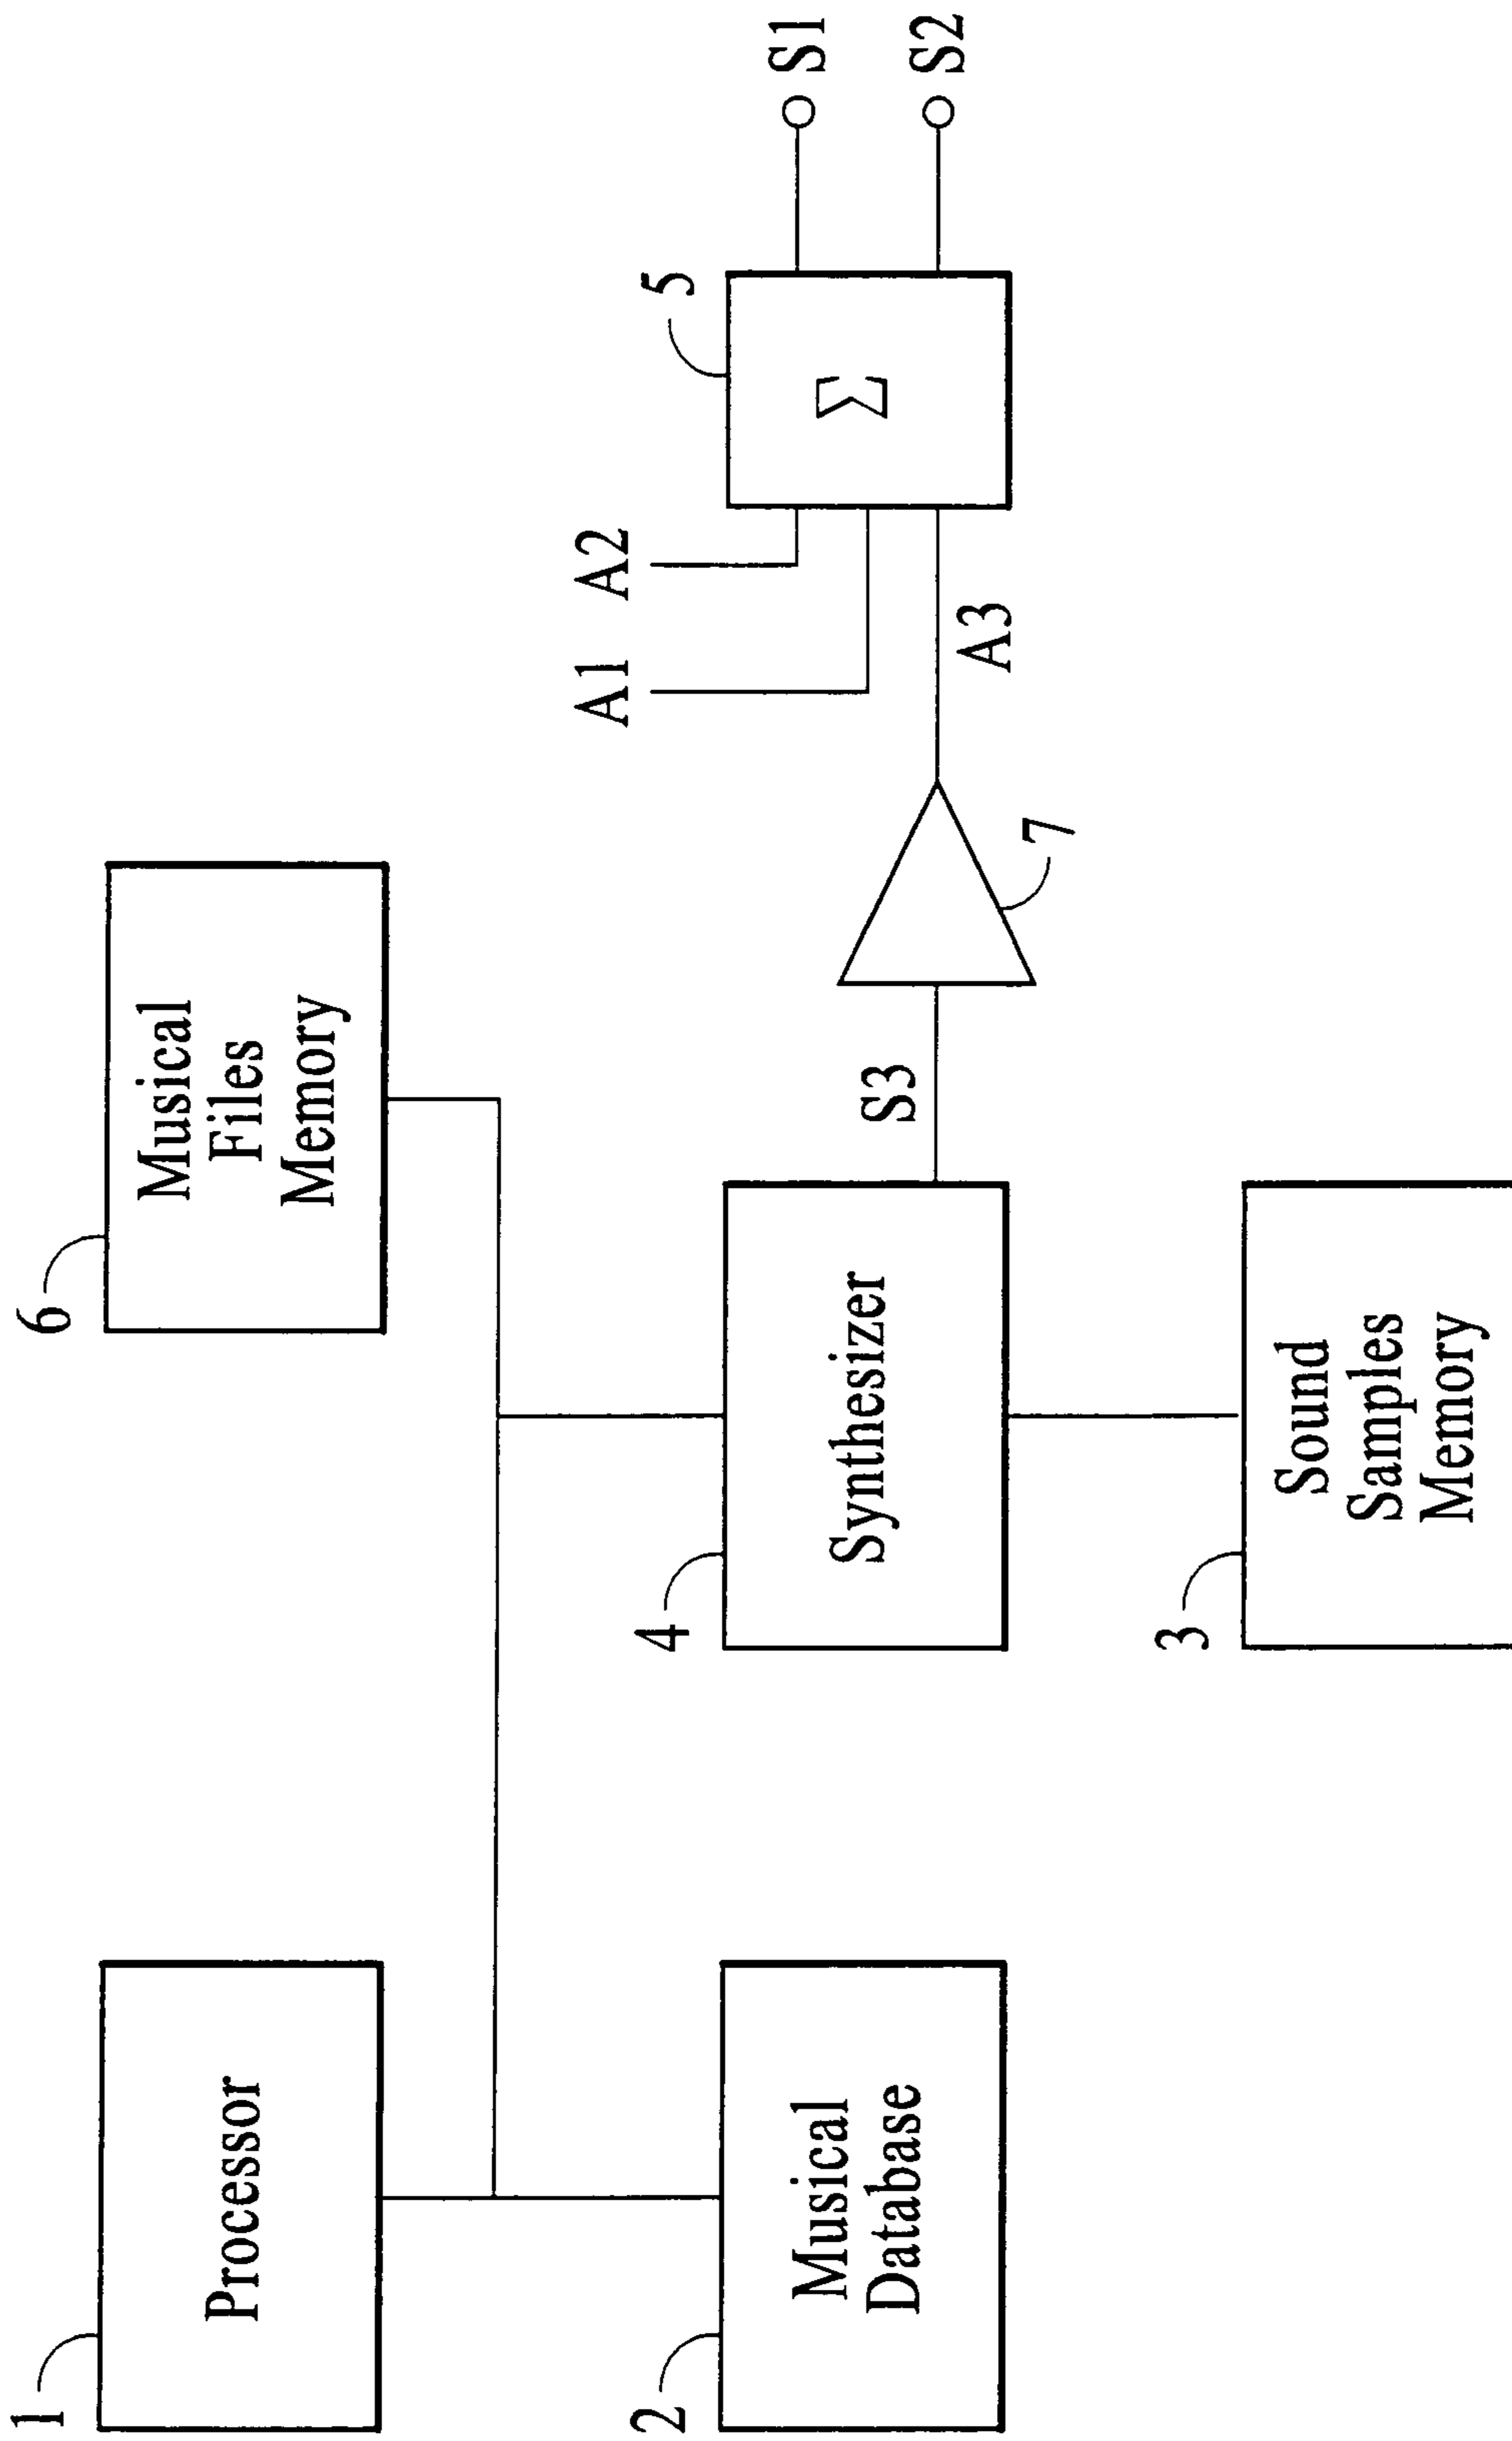 1
Processor
6
Musical
Files
Memory
2
Musical
Database
4
Synthesizer
S3
7
A1
A2
A3
5
Σ
S1
S2
3
Sound
Samples
Memory